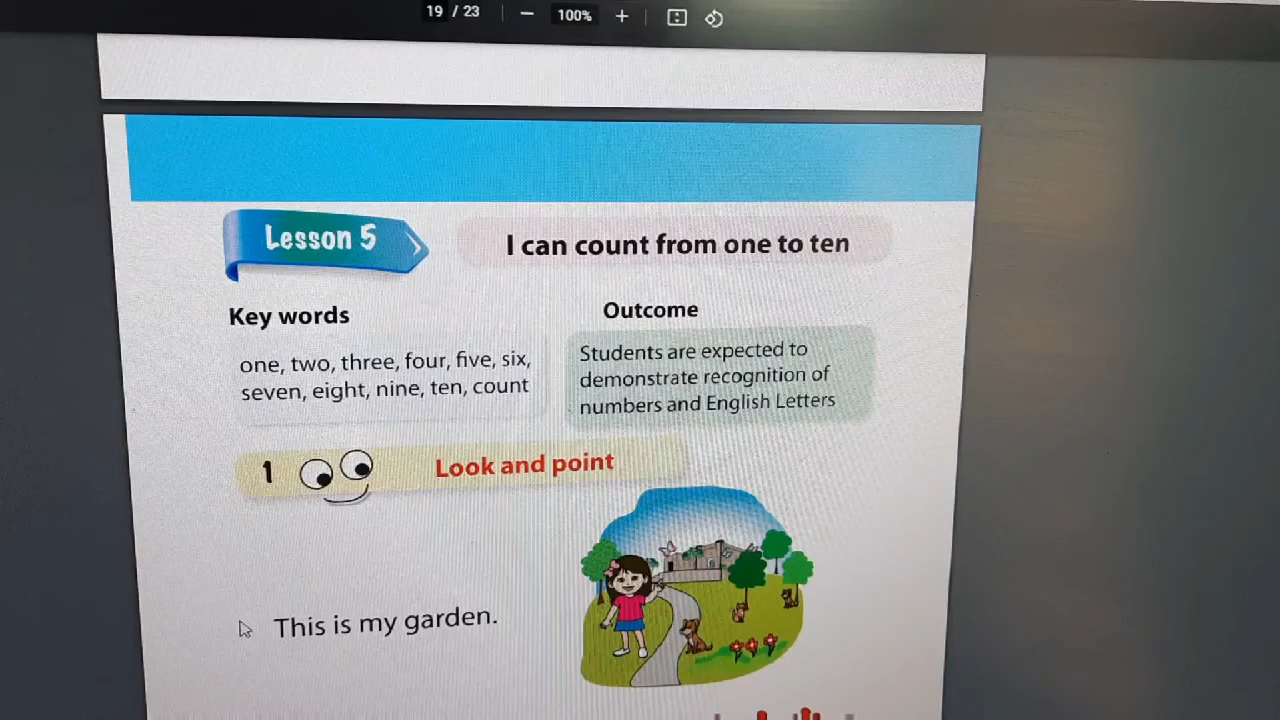 19 / 23
100%
Lesson 5
I can count from one to ten
Key words
one, two, three, four, five, six,
seven, eight, nine, ten, count
Outcome
Students are expected to
demonstrate recognition of
numbers and English Letters
1
Look and point
This is my garden.